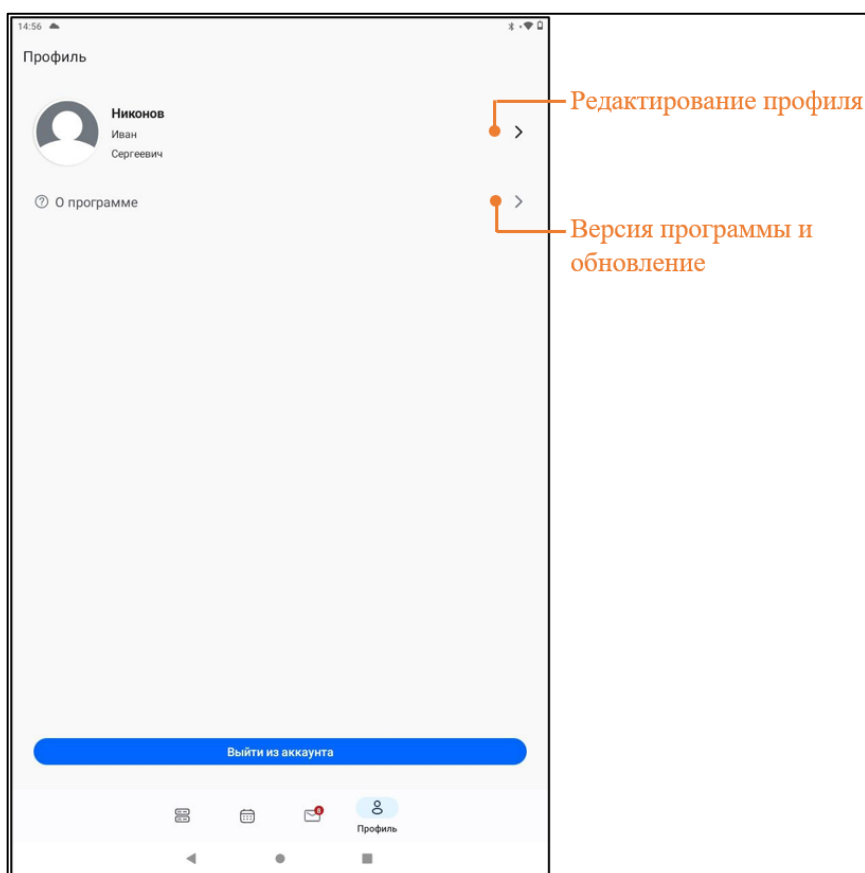 14:56
Профиль
Никонов
Иван
Сергеевич
Редактирование профиля
О программе
Версия программы и
обновление
Выйти из аккаунта
Профиль